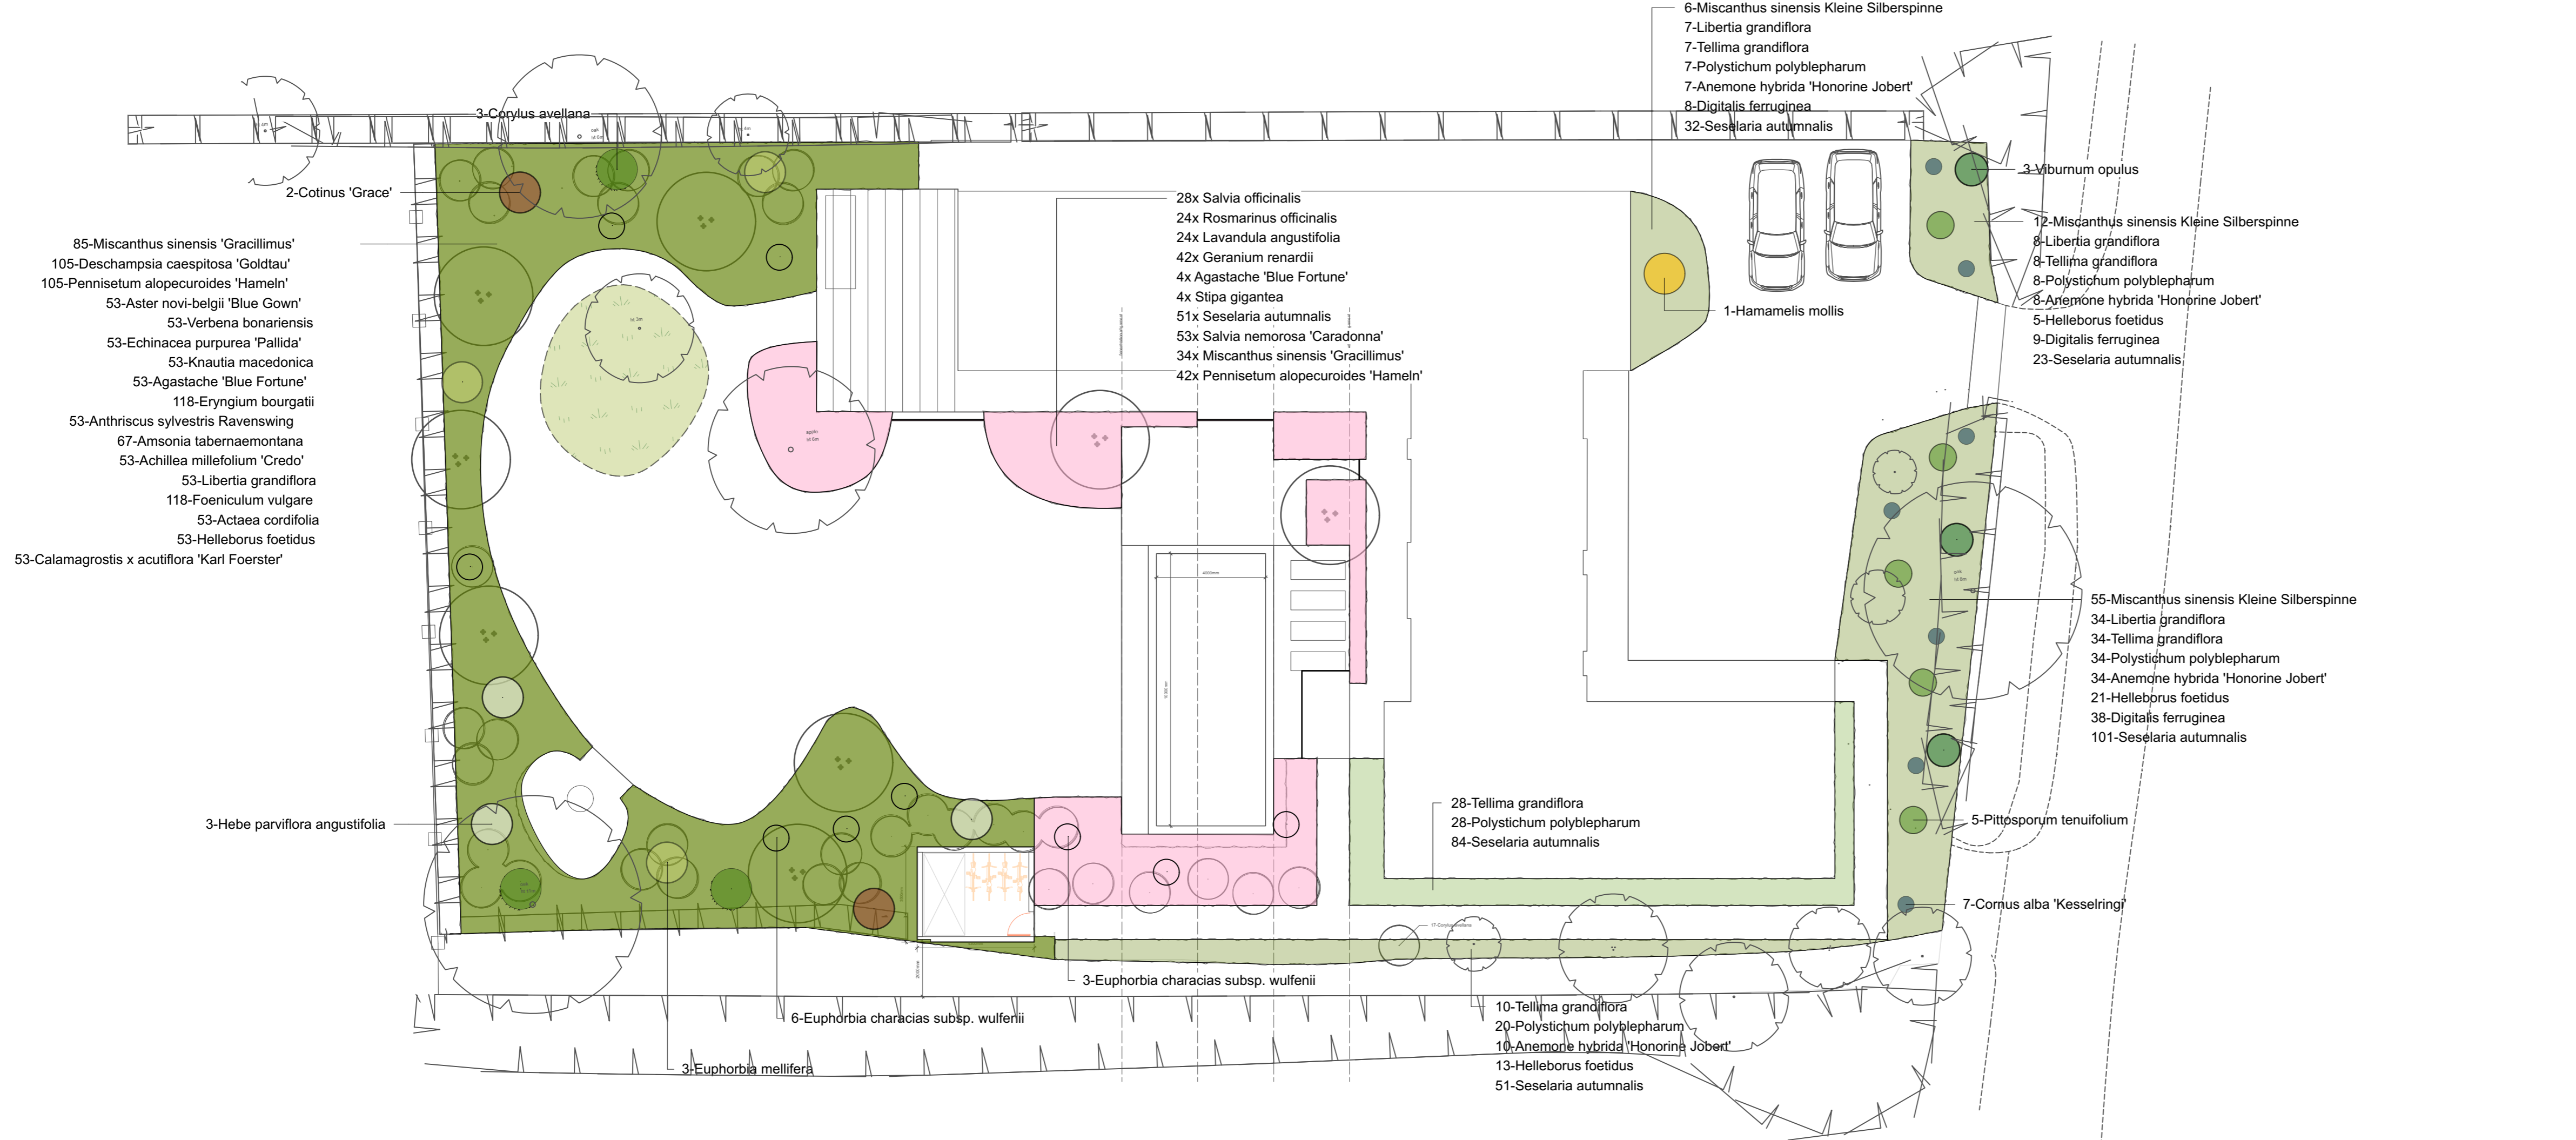 6-Miscanthus sinensis Kleine Silberspinne
7-Libertia grandiflora
7-Tellima grandiflora
7-Polystichum polyblepharum
7-Anemone hybrida 'Honorine Jobert'
8-Digitalis ferruginea
32-Seselaria autumnalis
3-Corylus avellana
2-Cotinus 'Grace'
85-Miscanthus sinensis 'Gracillimus'
105-Deschampsia caespitosa 'Goldtau'
105-Pennisetum alopecuroides 'Hameln'
53-Aster novi-belgii 'Blue Gown'
53-Verbena bonariensis
53-Echinacea purpurea 'Pallida'
53-Knautia macedonica
53-Agastache 'Blue Fortune'
118-Eryngium bourgatii
53-Anthriscus sylvestris Ravenswing
67-Amsonia tabernaemontana
53-Achillea millefolium 'Credo'
53-Libertia grandiflora
118-Foeniculum vulgare
53-Actaea cordifolia
53-Helleborus foetidus
53-Calamagrostis x acutiflora 'Karl Foerster'
28x Salvia officinalis
24x Rosmarinus officinalis
24x Lavandula angustifolia
42x Geranium renardii
4x Agastache 'Blue Fortune'
4x Stipa gigantea
51x Seselaria autumnalis
53x Salvia nemorosa 'Caradonna'
34x Miscanthus sinensis 'Gracillimus'
42x Pennisetum alopecuroides 'Hameln'
1-Hamamelis mollis
3-Viburnum opulus
12-Miscanthus sinensis Kleine Silberspinne
8-Libertia grandiflora
8-Tellima grandiflora
8-Polystichum polyblepharum
8-Anemone hybrida 'Honorine Jobert'
5-Helleborus foetidus
9-Digitalis ferruginea
23-Seselaria autumnalis
apple
55-Miscanthus sinensis Kleine Silberspinne
34-Libertia grandiflora
34-Tellima grandiflora
34-Polystichum polyblepharum
34-Anemone hybrida 'Honorine Jobert'
21-Helleborus foetidus
38-Digitalis ferruginea
101-Seselaria autumnalis
28-Tellima grandiflora
28-Polystichum polyblepharum
84-Seselaria autumnalis
5-Pittosporum tenuifolium
3-Hebe parviflora angustifolia
7-Cornus alba 'Kesselringi'
17-Corylus avellana
3-Euphorbia characias subsp. wulfenii
6-Euphorbia characias subsp. wulfenii
3-Euphorbia mellifera
10-Tellima grandiflora
20-Polystichum polyblepharum
10-Anemone hybrida 'Honorine Jobert'
13-Helleborus foetidus
51-Seselaria autumnalis